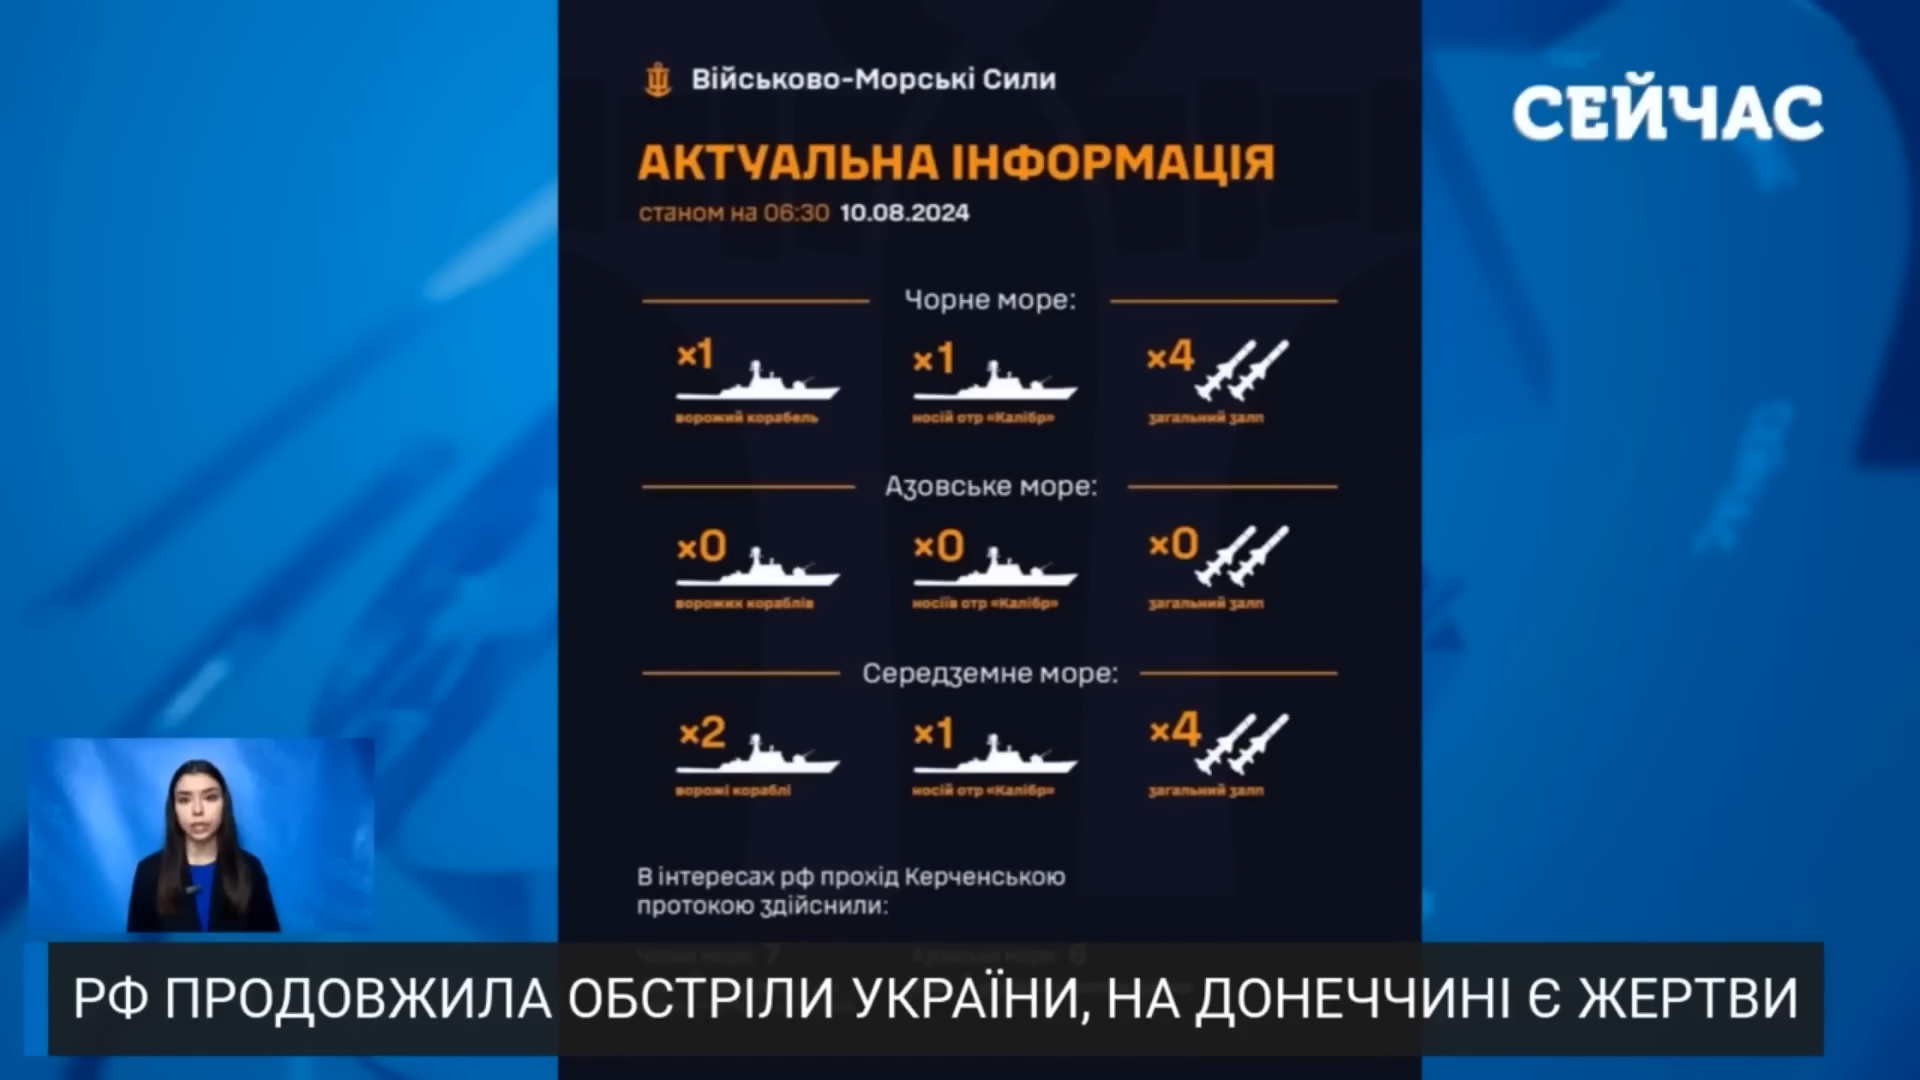 Військово-Морські Сили
СЕЙЧАС
АКТУАЛЬНА ІНФОРМАЦІЯ
станом на 06:30 10.08.2024
Чорне море:
×1 ×1 ×4
ворожий корабель носій отр «Калібр» загальний залп
Азовське море:
×0 ×0 ×0
ворожих кораблів носіїв отр «Калібр» загальний залп
Середземне море:
×2 ×1 ×4
ворожі кораблі носій отр «Калібр» загальний залп
В інтересах рф прохід Керченською
протокою здійснили:
РФ ПРОДОВЖИЛА ОБСТРІЛИ УКРАЇНИ, НА ДОНЕЧЧИНІ Є ЖЕРТВИ